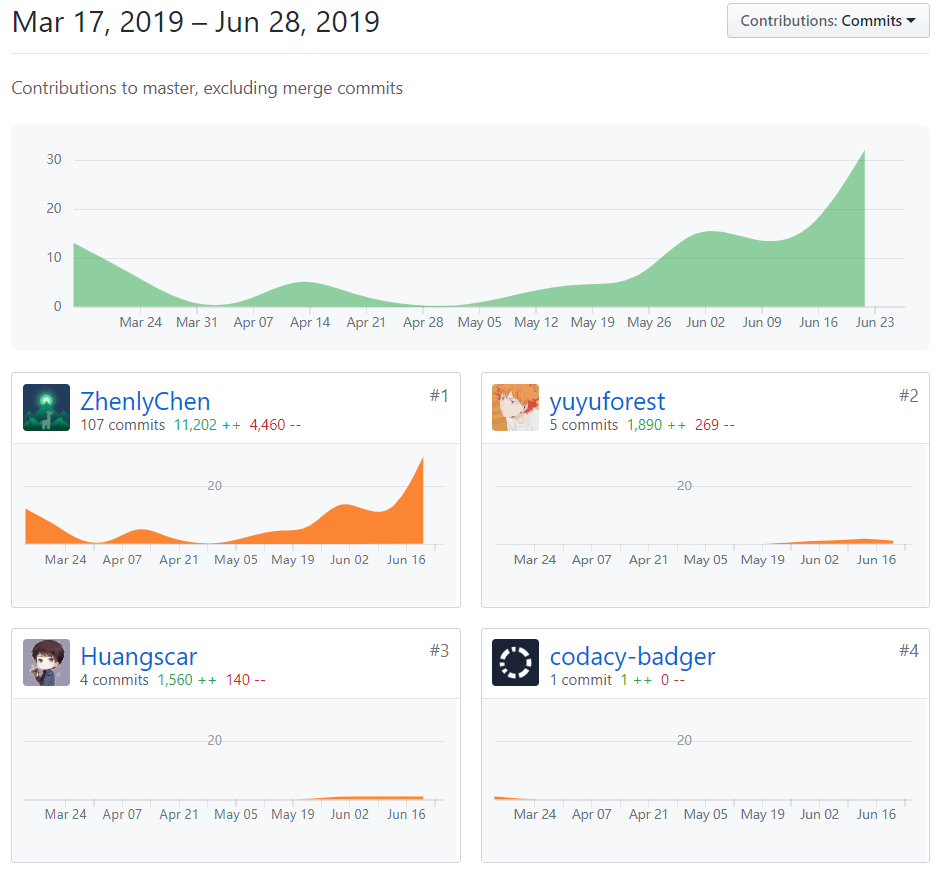 Mar 17, 2019 – Jun 28, 2019
Contributions: Commits
Contributions to master, excluding merge commits
30
20
10
0
Mar 24 Mar 31 Apr 07 Apr 14 Apr 21 Apr 28 May 05 May 12 May 19 May 26 Jun 02 Jun 09 Jun 16 Jun 23
ZhenlyChen #1
107 commits 11,202 ++ 4,460 --
20
Mar 24 Apr 07 Apr 21 May 05 May 19 Jun 02 Jun 16
yuyuforest #2
5 commits 1,890 ++ 269 --
20
Mar 24 Apr 07 Apr 21 May 05 May 19 Jun 02 Jun 16
Huangscar #3
4 commits 1,560 ++ 140 --
20
Mar 24 Apr 07 Apr 21 May 05 May 19 Jun 02 Jun 16
codacy-badger #4
1 commit 1 ++ 0 --
20
Mar 24 Apr 07 Apr 21 May 05 May 19 Jun 02 Jun 16